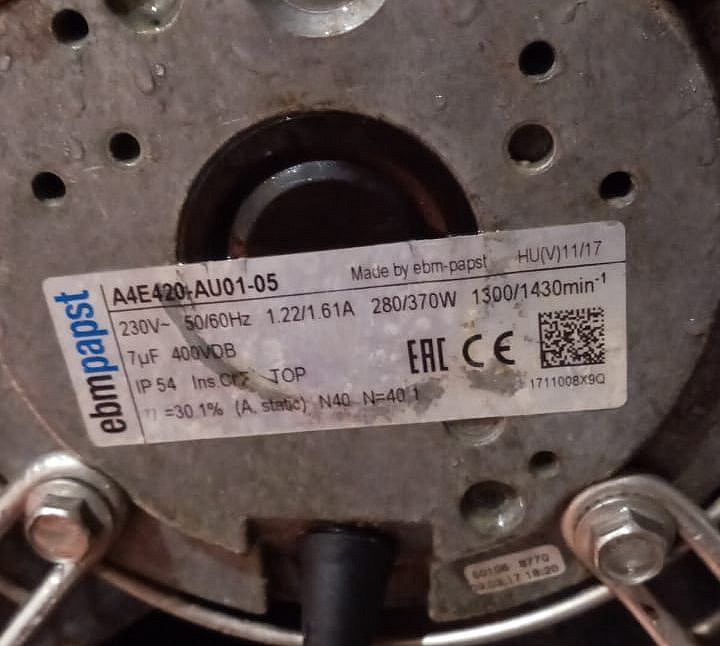 ebmpapst
A4E420-AU01-05 Made by ebm-papst HU(V)11/17
230V~ 50/60Hz 1.22/1.61A 280/370W 1300/1430min⁻¹
7µF 400VDB
IP 54 Ins. TOP
EAC CE
1711008X9Q
η =30.1% (A, static) N40 N=40.1